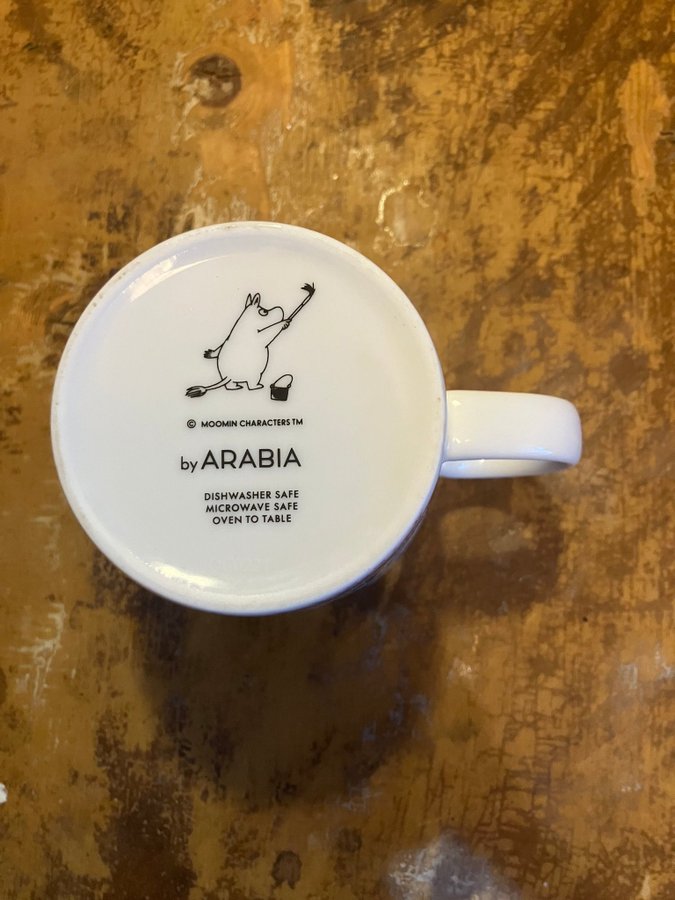 © MOOMIN CHARACTERS TM
by ARABIA
DISHWASHER SAFE
MICROWAVE SAFE
OVEN TO TABLE